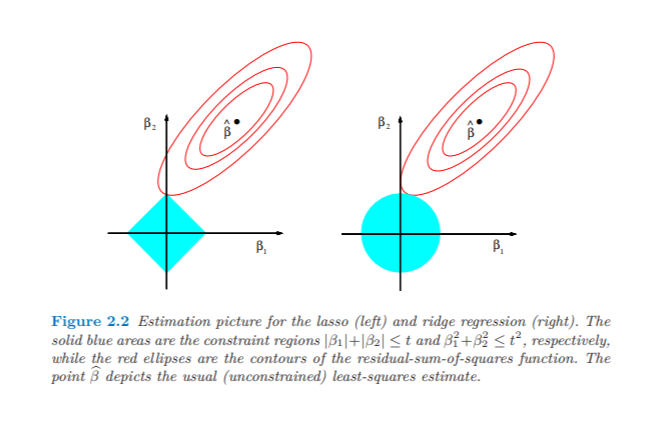 β₂
β̂
β₁
β₂
β̂
β₁
Figure 2.2 Estimation picture for the lasso (left) and ridge regression (right). The
solid blue areas are the constraint regions |β₁|+|β₂| ≤ t and β₁²+β₂² ≤ t², respectively,
while the red ellipses are the contours of the residual-sum-of-squares function. The
point β̂ depicts the usual (unconstrained) least-squares estimate.